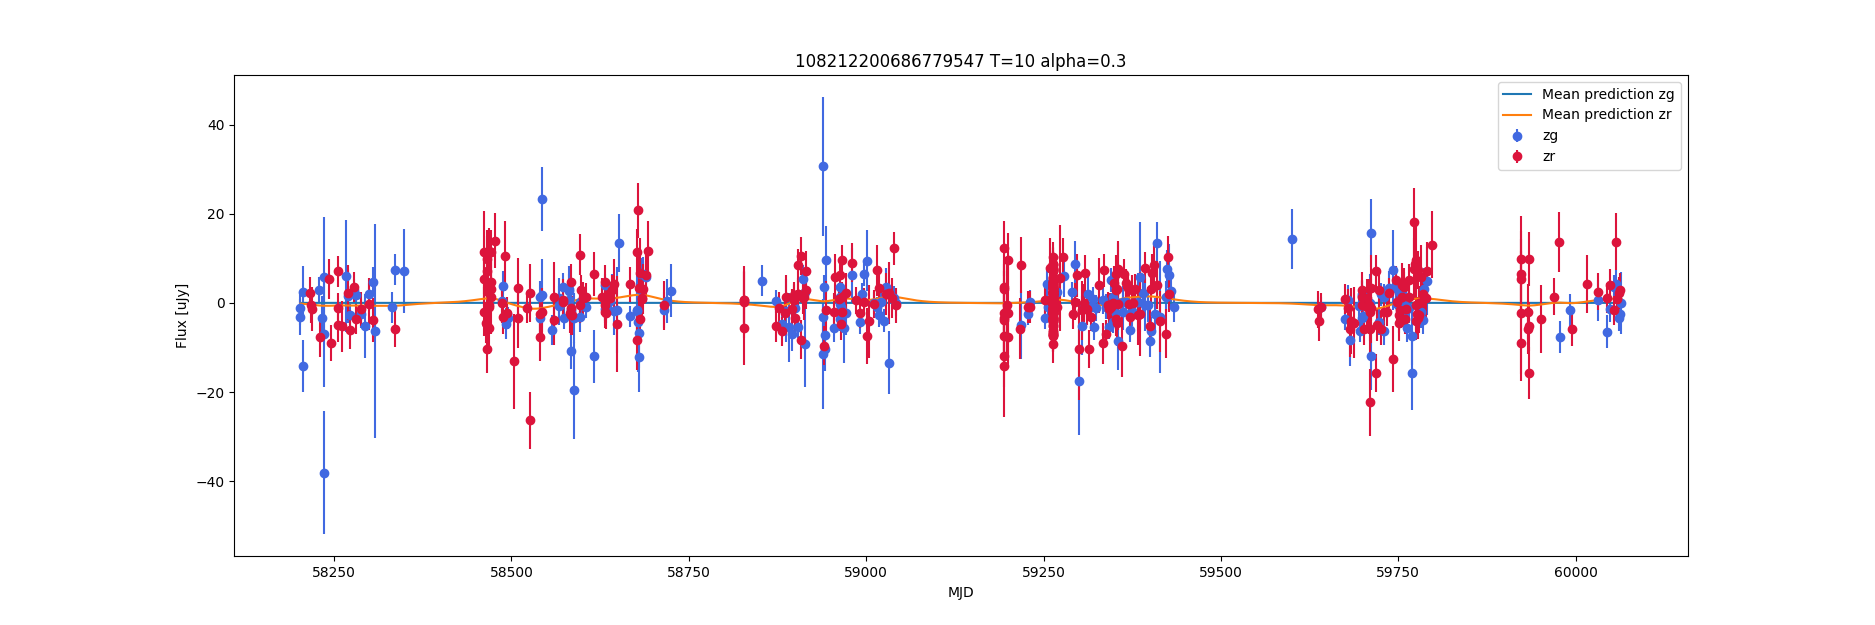 108212200686779547 T=10 alpha=0.3
Mean prediction zg
Mean prediction zr
zg
zr
Flux [uJy]
40
20
0
−20
−40
58250 58500 58750 59000 59250 59500 59750 60000
MJD